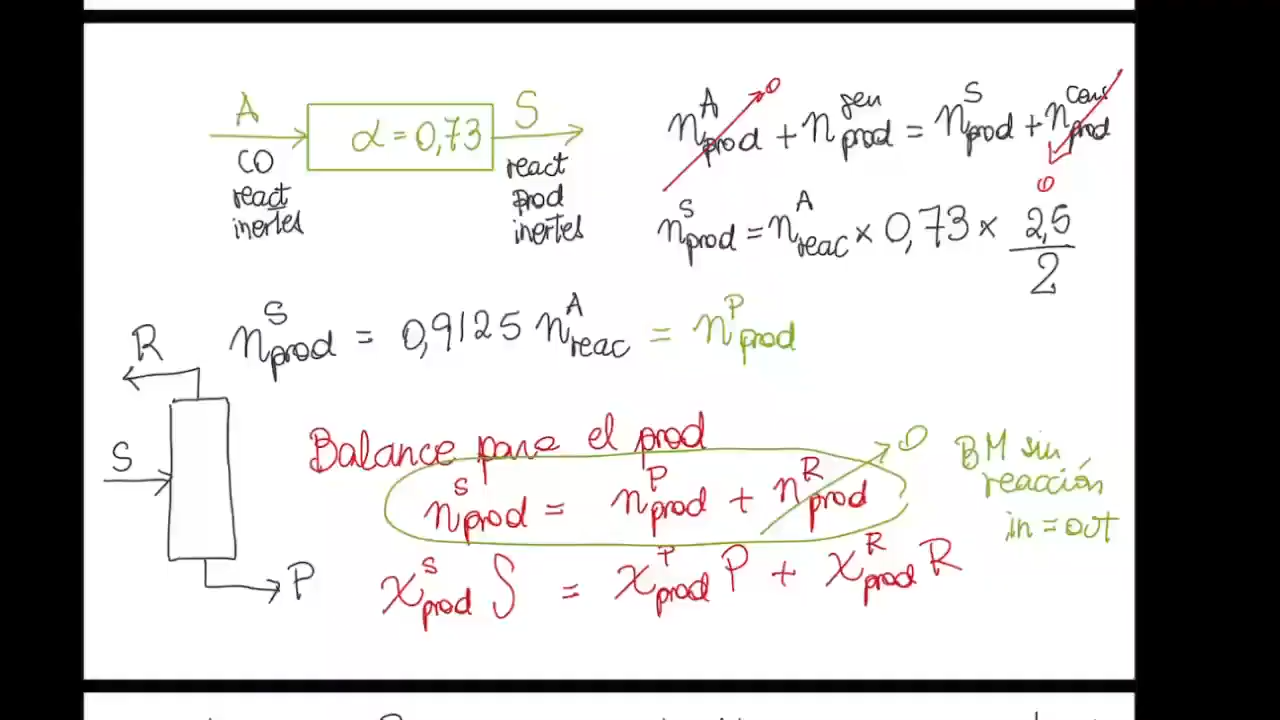 A α = 0,73 S
CO
react
inertes
react
prod
inertes
n^A_prod + n^gen_prod = n^S_prod + n^cons_prod
0
0
n^S_prod = n^A_reac × 0,73 × 2,5/2
n^S_prod = 0,9125 n^A_reac = n^P_prod
R
S
P
Balance para el prod
n^S_prod = n^P_prod + n^R_prod
0
BM sin
reacción
in = out
x^S_prod S = x^P_prod P + x^R_prod R